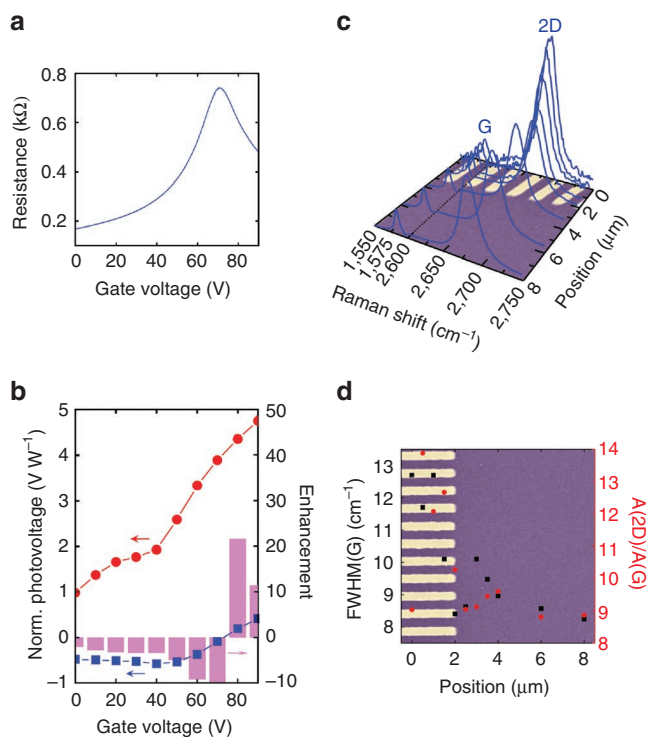 a
Resistance (kΩ)
0.8
0.6
0.4
0.2
0 20 40 60 80
Gate voltage (V)
b
Norm. photovoltage (V W−1)
5
4
3
2
1
0
−1
50
40
30
20
10
0
−10
Enhancement
0 20 40 60 80
Gate voltage (V)
c
2D
G
1,550
1,575
2,600
2,650
2,700
2,750
Raman shift (cm−1)
0
2
4
6
8
Position (μm)
d
FWHM(G) (cm−1)
13
12
11
10
9
8
14
13
12
11
10
9
8
A(2D)/A(G)
0 2 4 6 8
Position (μm)